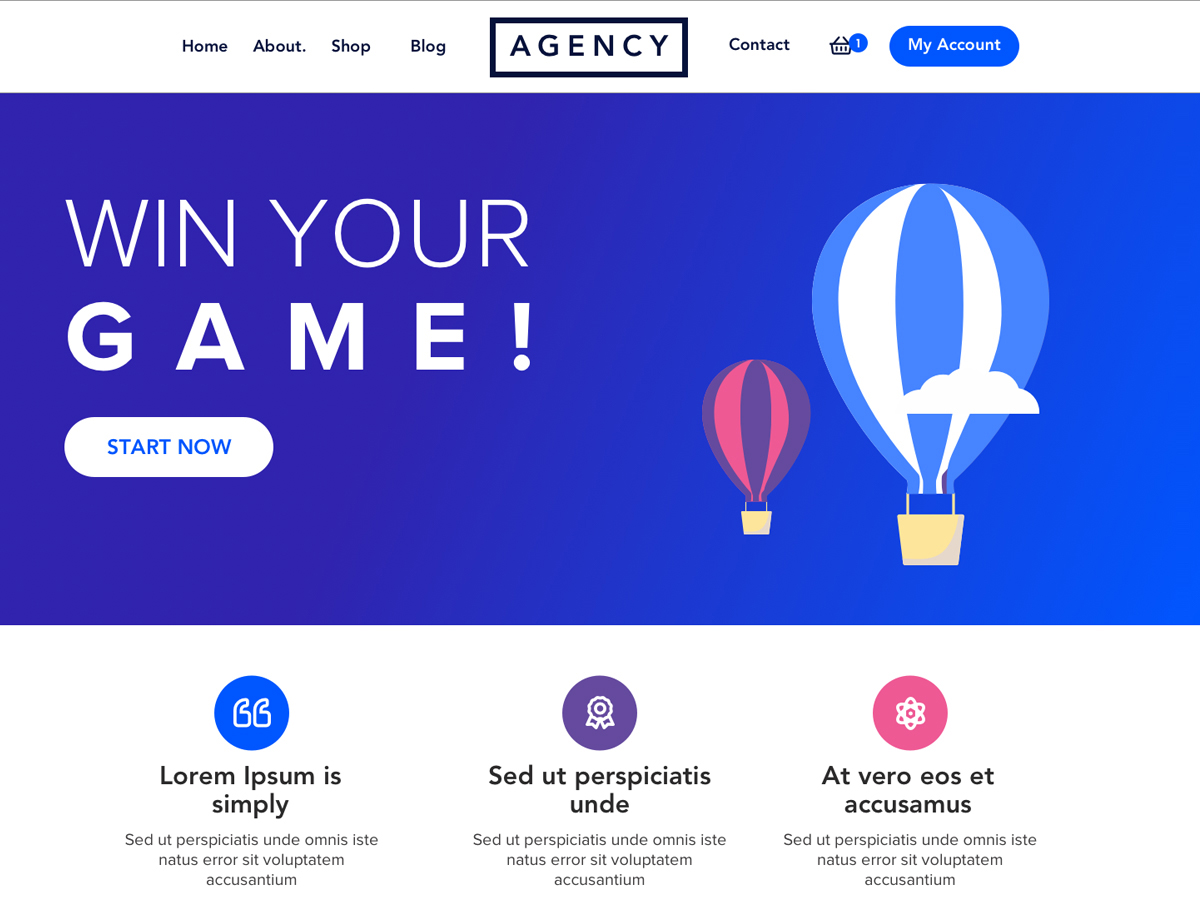 Home About. Shop Blog AGENCY Contact 1 My Account
WIN YOUR
GAME!
START NOW
Lorem Ipsum is
simply
Sed ut perspiciatis unde omnis iste
natus error sit voluptatem
accusantium
Sed ut perspiciatis
unde
Sed ut perspiciatis unde omnis iste
natus error sit voluptatem
accusantium
At vero eos et
accusamus
Sed ut perspiciatis unde omnis iste
natus error sit voluptatem
accusantium